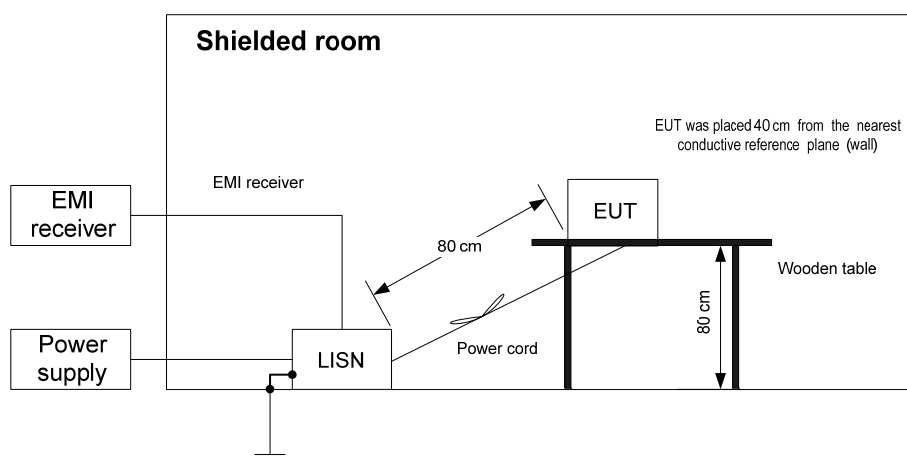 Shielded room
EUT was placed 40 cm from the nearest
conductive reference plane (wall)
EMI receiver
EMI
receiver
EUT
80 cm
Wooden table
80 cm
Power cord
Power
supply
LISN